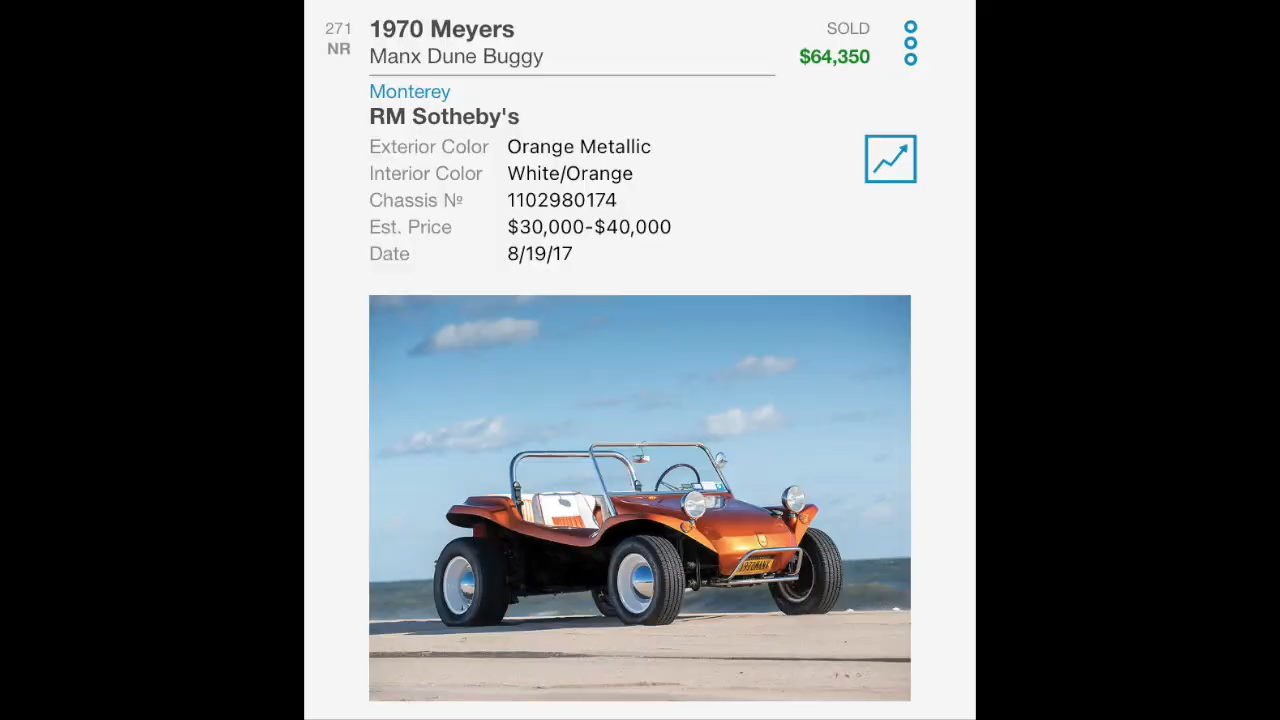 271
NR
1970 Meyers
Manx Dune Buggy
SOLD
$64,350
Monterey
RM Sotheby's
Exterior Color Orange Metallic
Interior Color White/Orange
Chassis Nº 1102980174
Est. Price $30,000-$40,000
Date 8/19/17